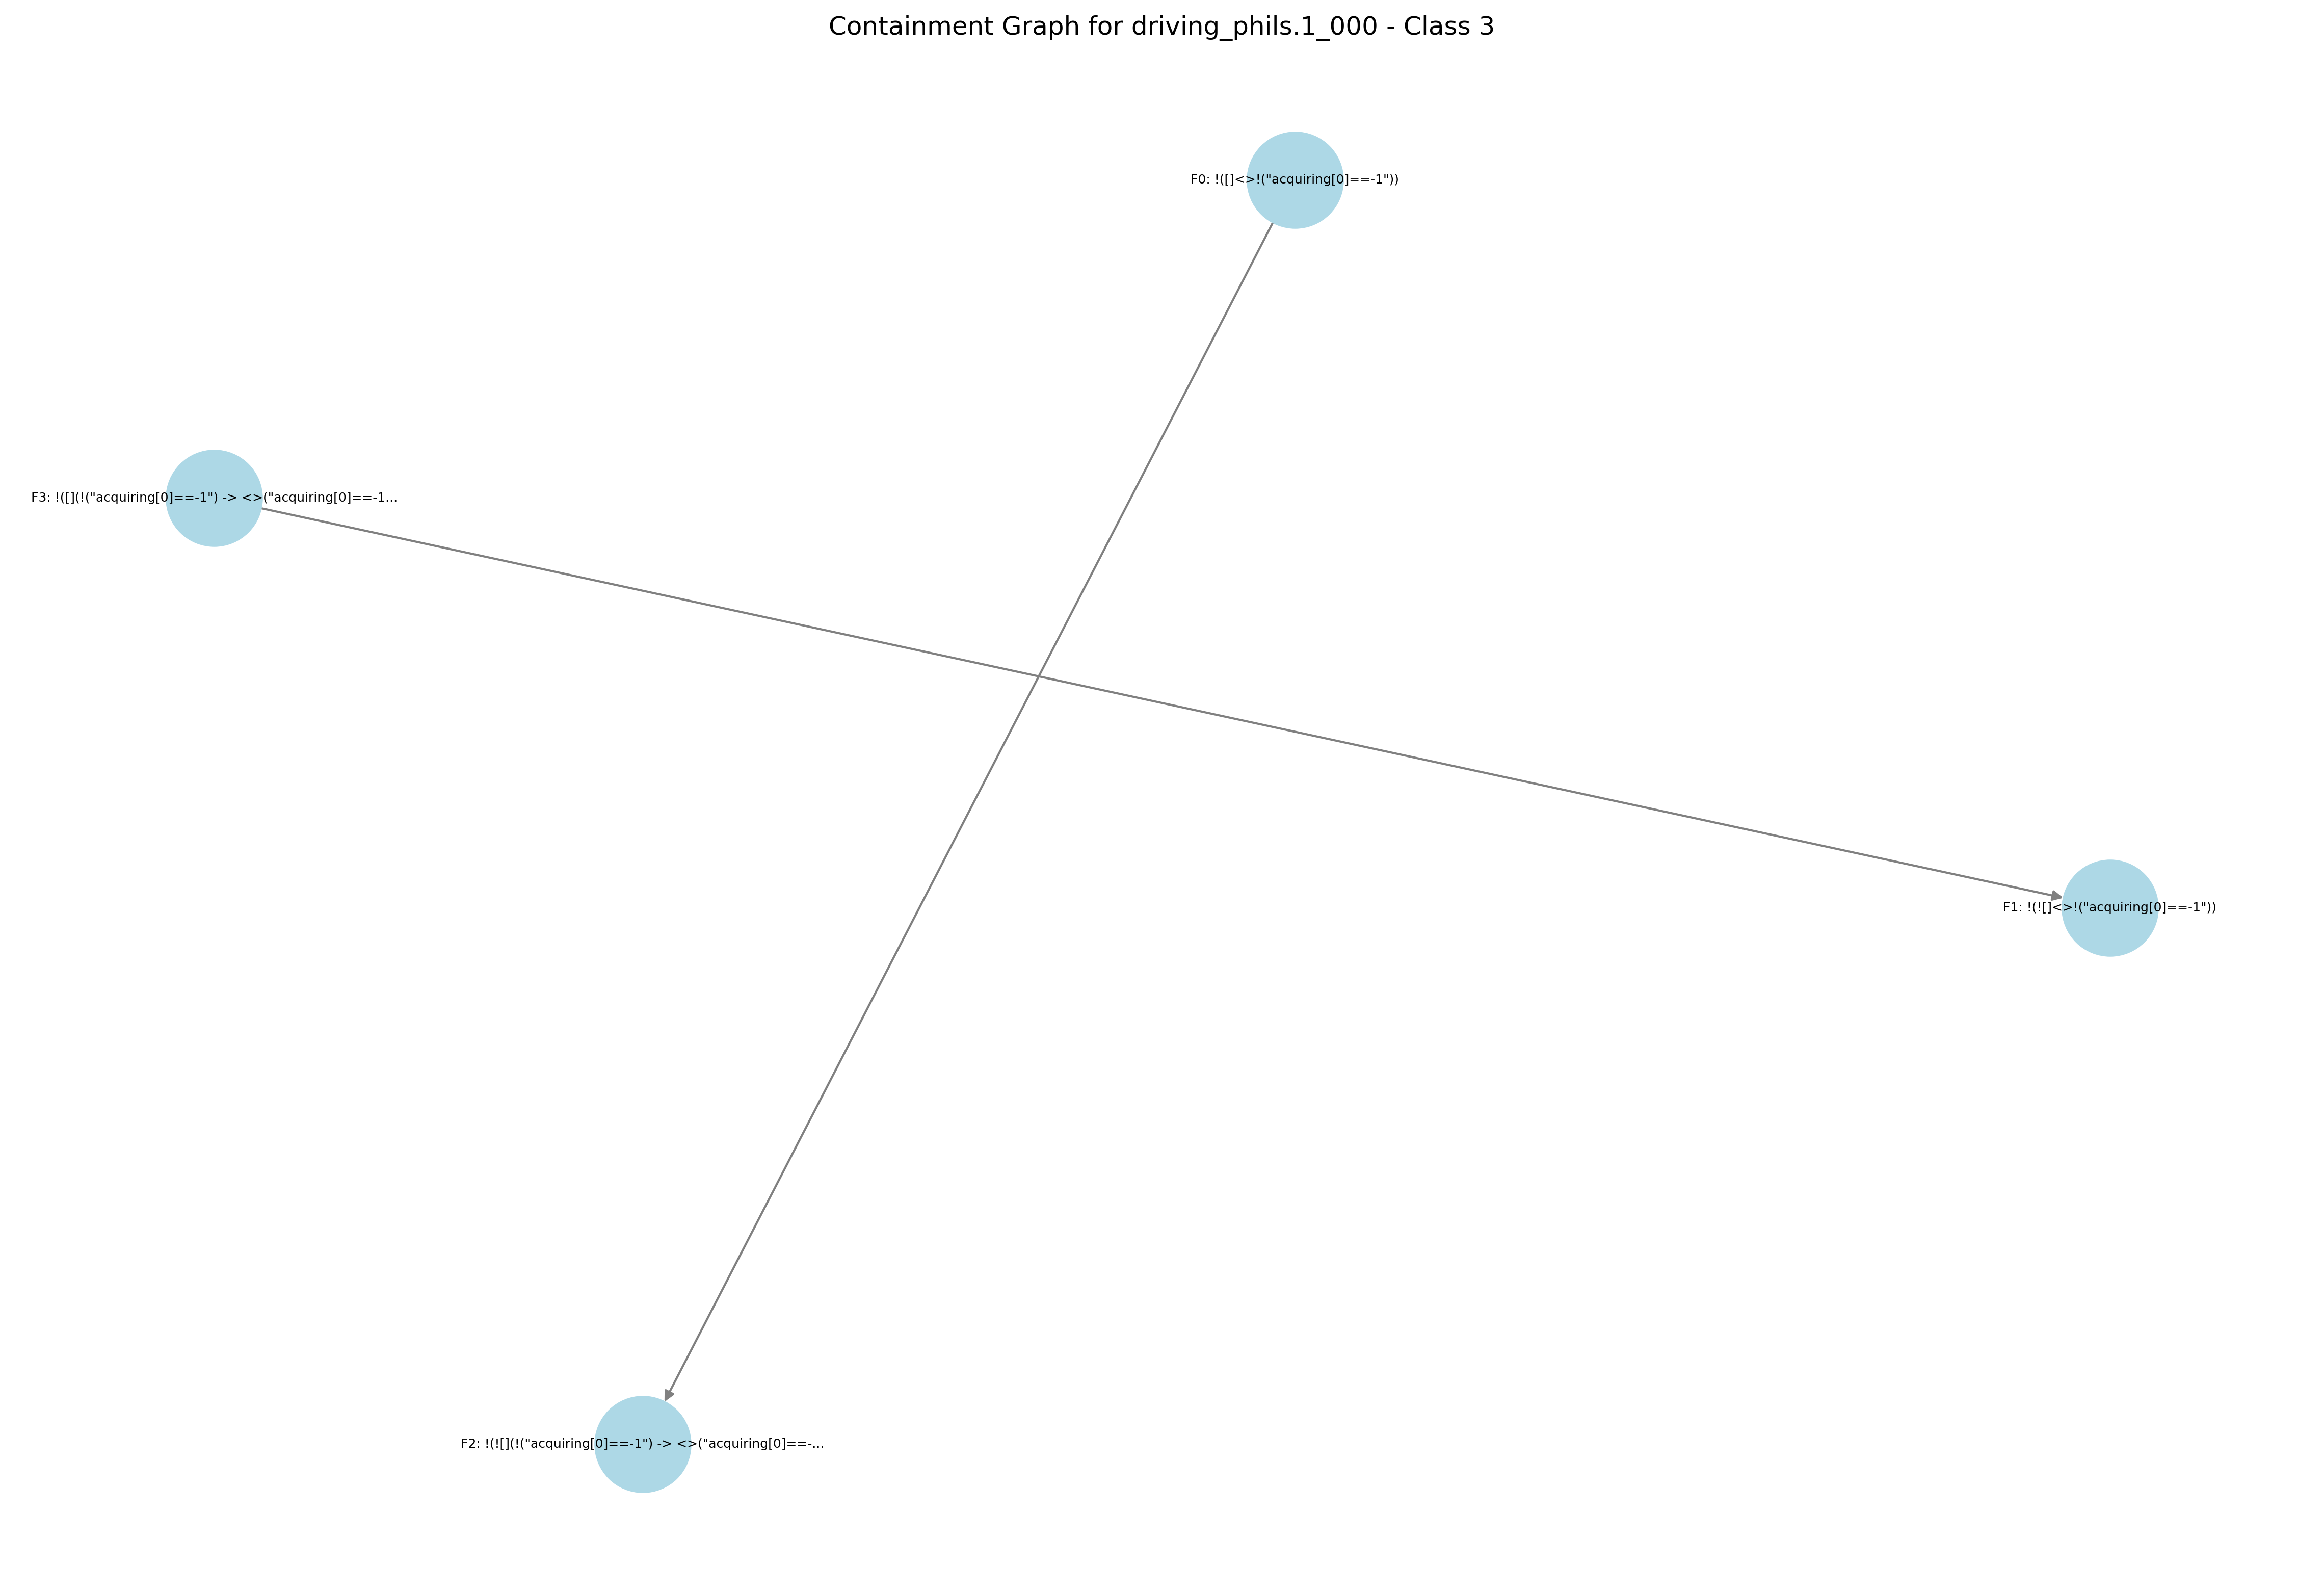 Containment Graph for driving_phils.1_000 - Class 3
F0: !([]<>!("acquiring[0]==-1"))
F3: !([](!("acquiring[0]==-1") -> <>("acquiring[0]==-1...
F1: !(![]<>!("acquiring[0]==-1"))
F2: !(![](!("acquiring[0]==-1") -> <>("acquiring[0]==-...